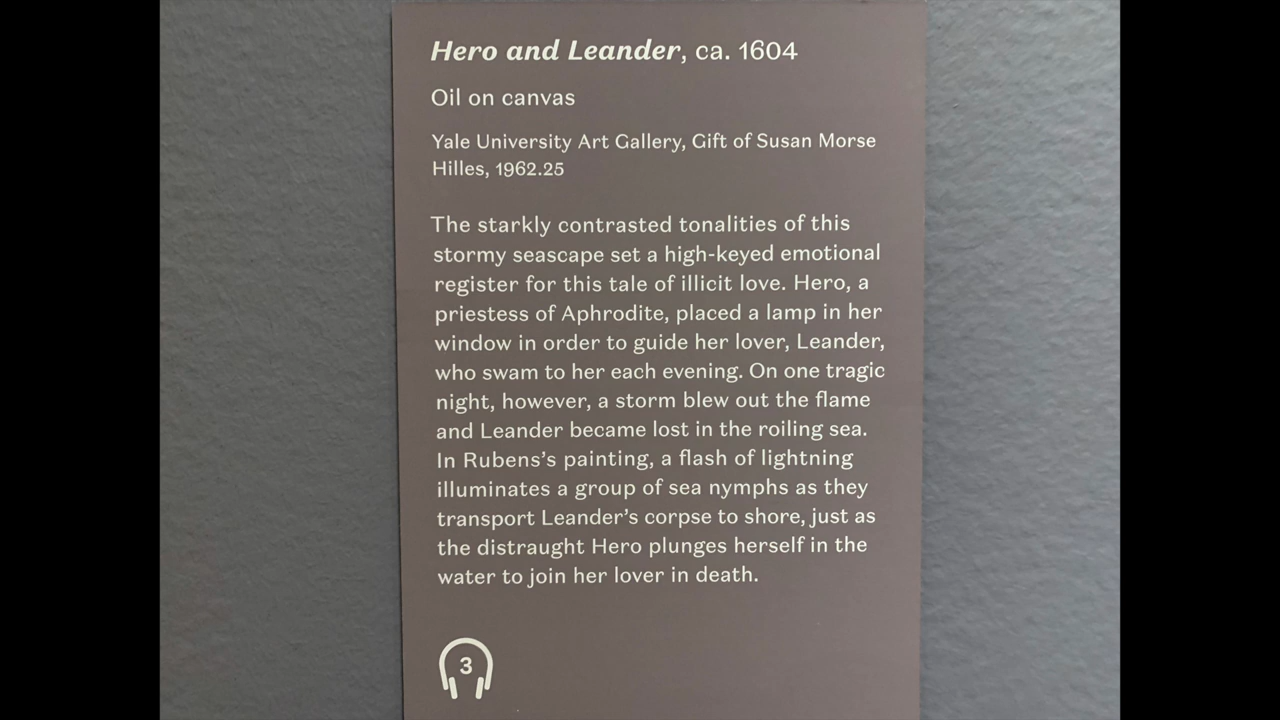 Hero and Leander, ca. 1604
Oil on canvas
Yale University Art Gallery, Gift of Susan Morse
Hilles, 1962.25
The starkly contrasted tonalities of this
stormy seascape set a high-keyed emotional
register for this tale of illicit love. Hero, a
priestess of Aphrodite, placed a lamp in her
window in order to guide her lover, Leander,
who swam to her each evening. On one tragic
night, however, a storm blew out the flame
and Leander became lost in the roiling sea.
In Rubens’s painting, a flash of lightning
illuminates a group of sea nymphs as they
transport Leander’s corpse to shore, just as
the distraught Hero plunges herself in the
water to join her lover in death.
3